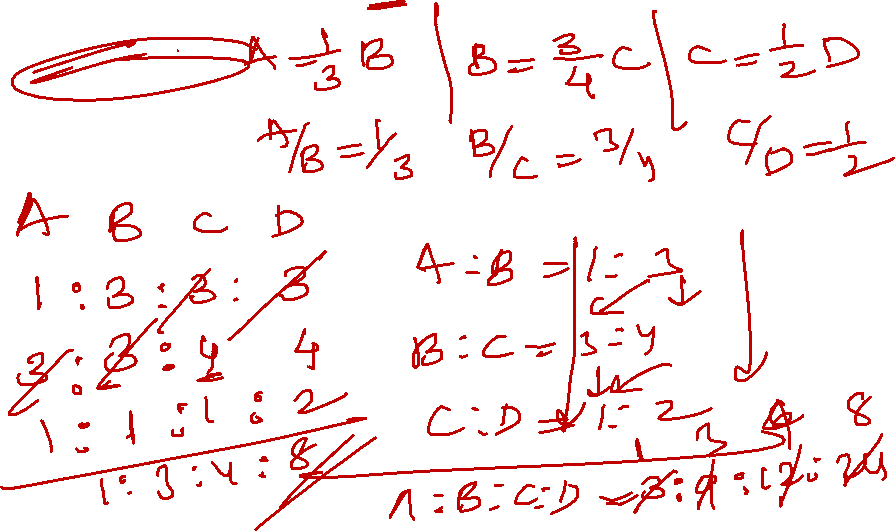 A = 1/3 B | B = 3/4 C | C = 1/2 D
A/B = 1/3 B/C = 3/4 C/D = 1/2
A B C D
1 : 3 : 3 : 3
3 : 3 : 4 4
1 : 1 : 1 : 2
1 : 3 : 4 : 8
A : B = 1 : 3
B : C = 3 : 4
C : D = 1 : 2
1 3 4 8
A : B : C : D = 3 : 9 : 12 : 24